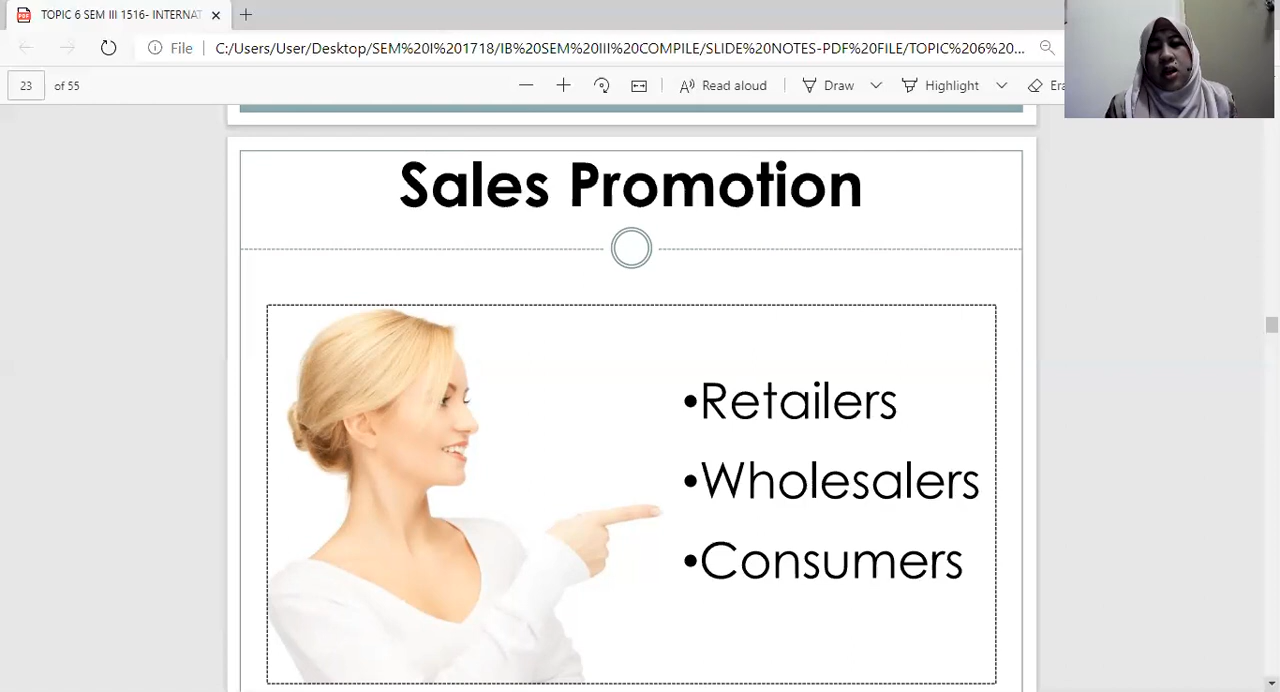 TOPIC 6 SEM III 1516- INTERNAT
File
C:/Users/User/Desktop/SEM%20I%201718/IB%20SEM%20III%20COMPILE/SLIDE%20NOTES-PDF%20FILE/TOPIC%206%20...
23 of 55
Read aloud
Draw
Highlight
Era
Sales Promotion
•Retailers
•Wholesalers
•Consumers